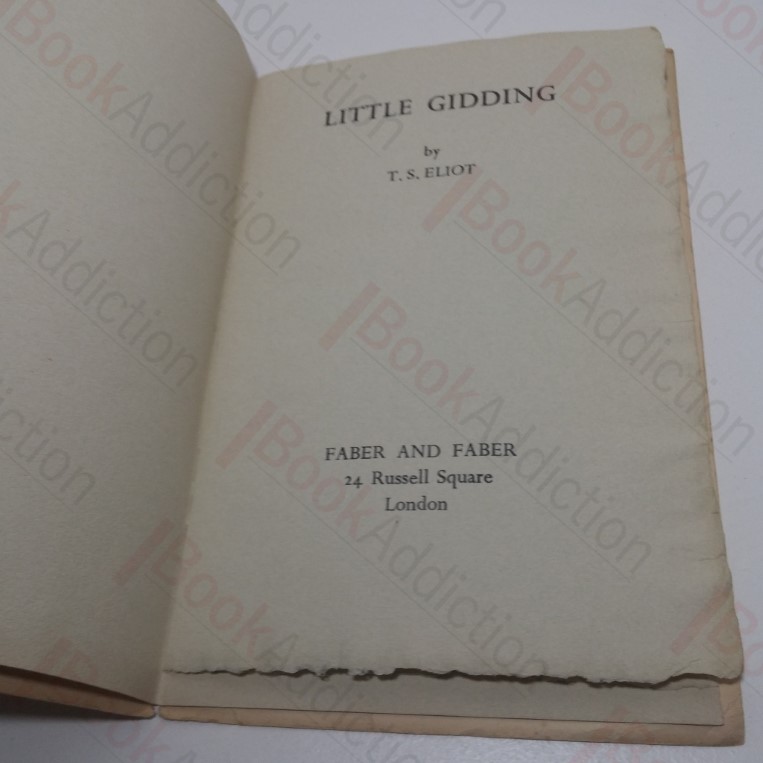 LITTLE GIDDING
by
T. S. ELIOT
FABER AND FABER
24 Russell Square
London
BookAddiction